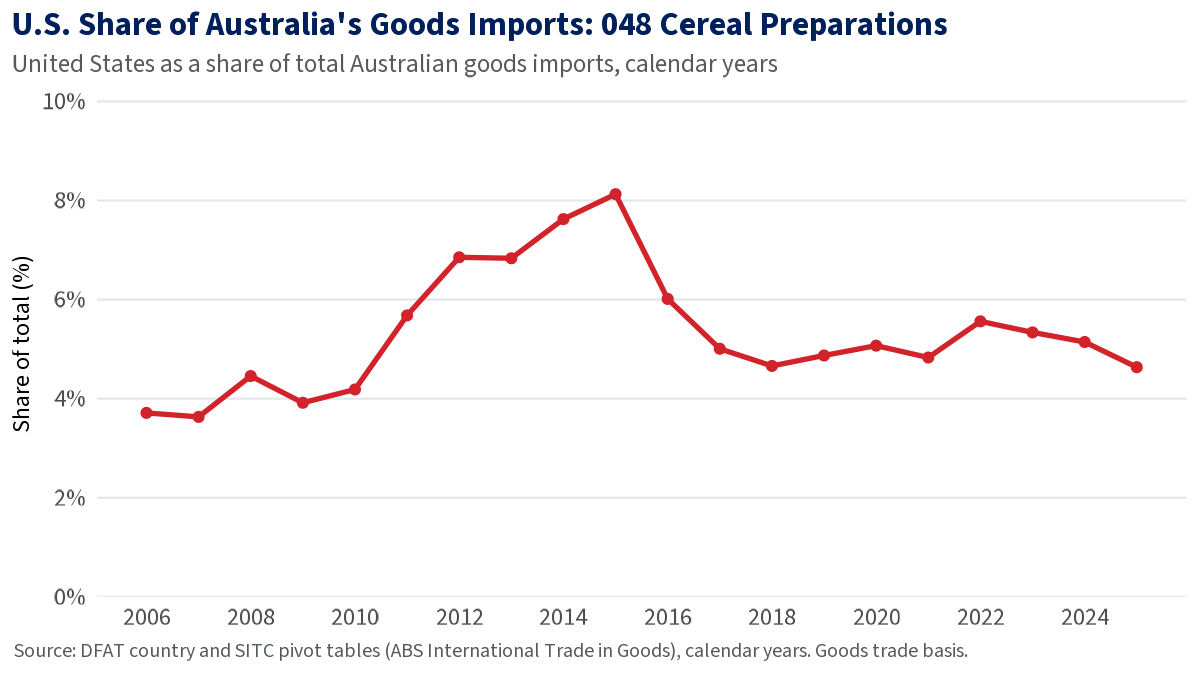 U.S. Share of Australia's Goods Imports: 048 Cereal Preparations
United States as a share of total Australian goods imports, calendar years
Share of total (%)
10%
8%
6%
4%
2%
0%
2006 2008 2010 2012 2014 2016 2018 2020 2022 2024
Source: DFAT country and SITC pivot tables (ABS International Trade in Goods), calendar years. Goods trade basis.